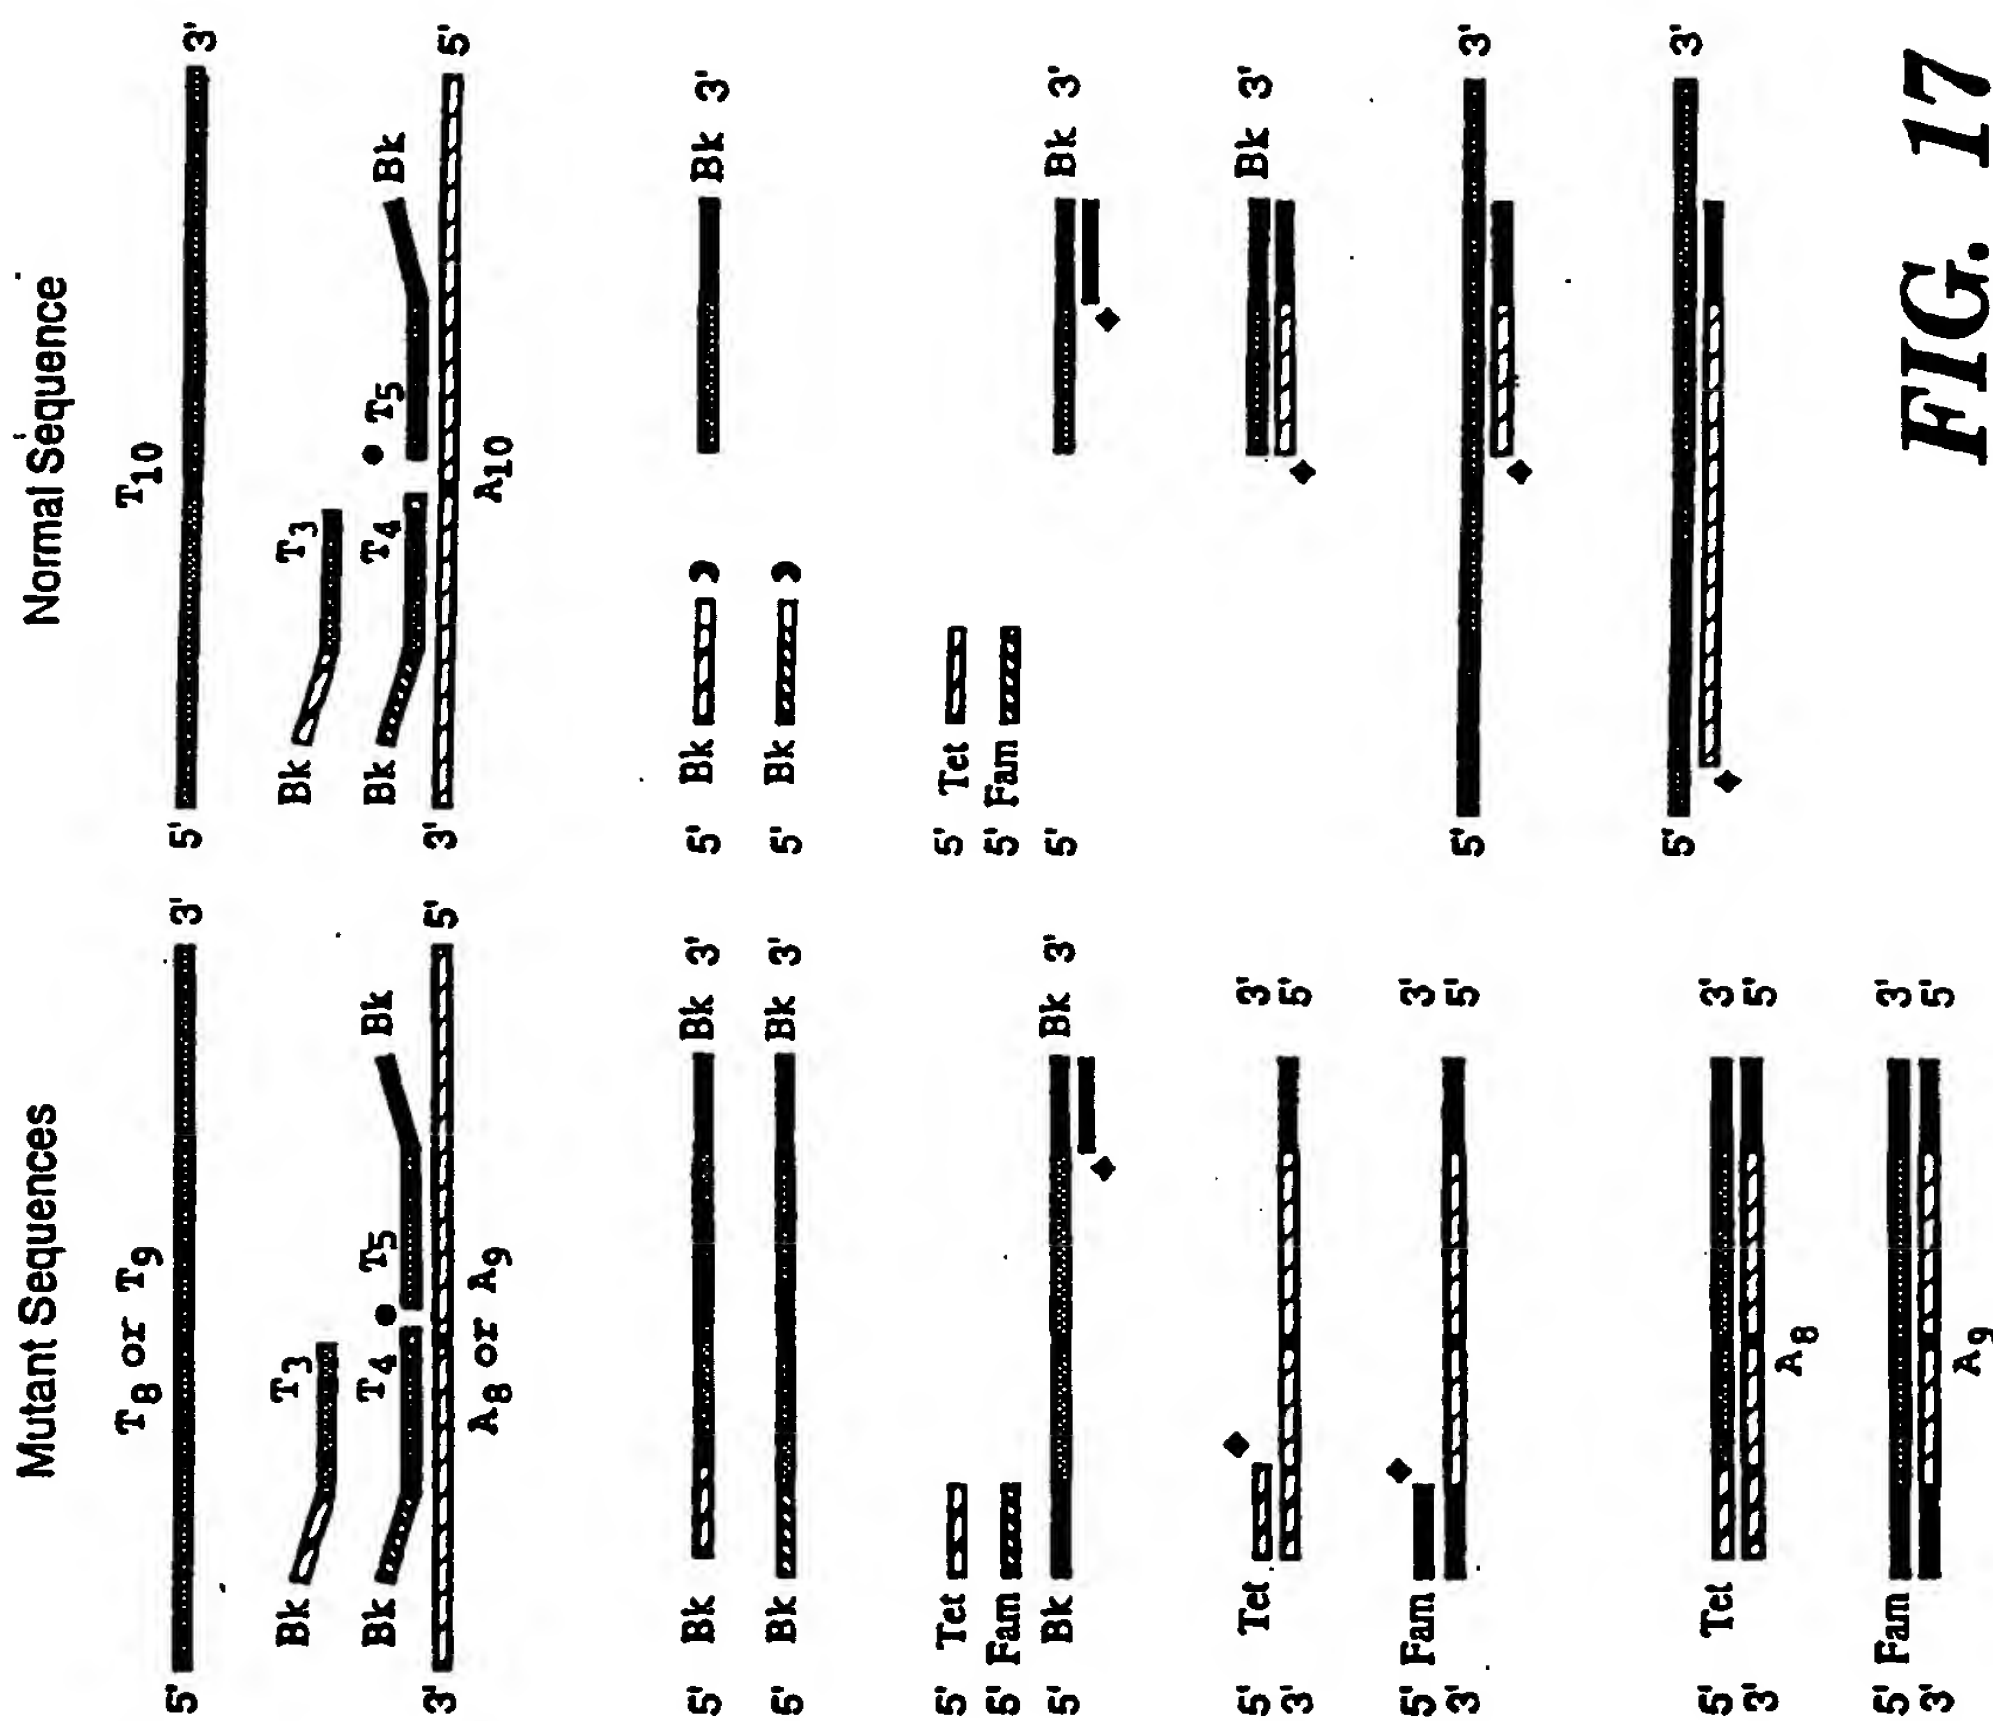 Mutant Sequences
T8 or T9
5' 3'
Bk T3
Bk T4 ● T5 Bk
3' 5'
A8 or A9
5' Bk Bk 3'
5' Bk Bk 3'
5' Tet
5' Fam
5' Bk Bk 3'
5' Tet 3'
3' 5'
5' Fam 3'
3' 5'
5' Tet 3'
3' 5'
A8
5' Fam 3'
3' 5'
A9
Normal Sequence
T10
5' 3'
Bk T3
Bk T4 ● T5 Bk
3' 5'
A10
5' Bk Bk 3'
5' Bk
5' Tet
5' Fam
5' Bk 3'
Bk 3'
5' 3'
5' 3'
FIG. 17